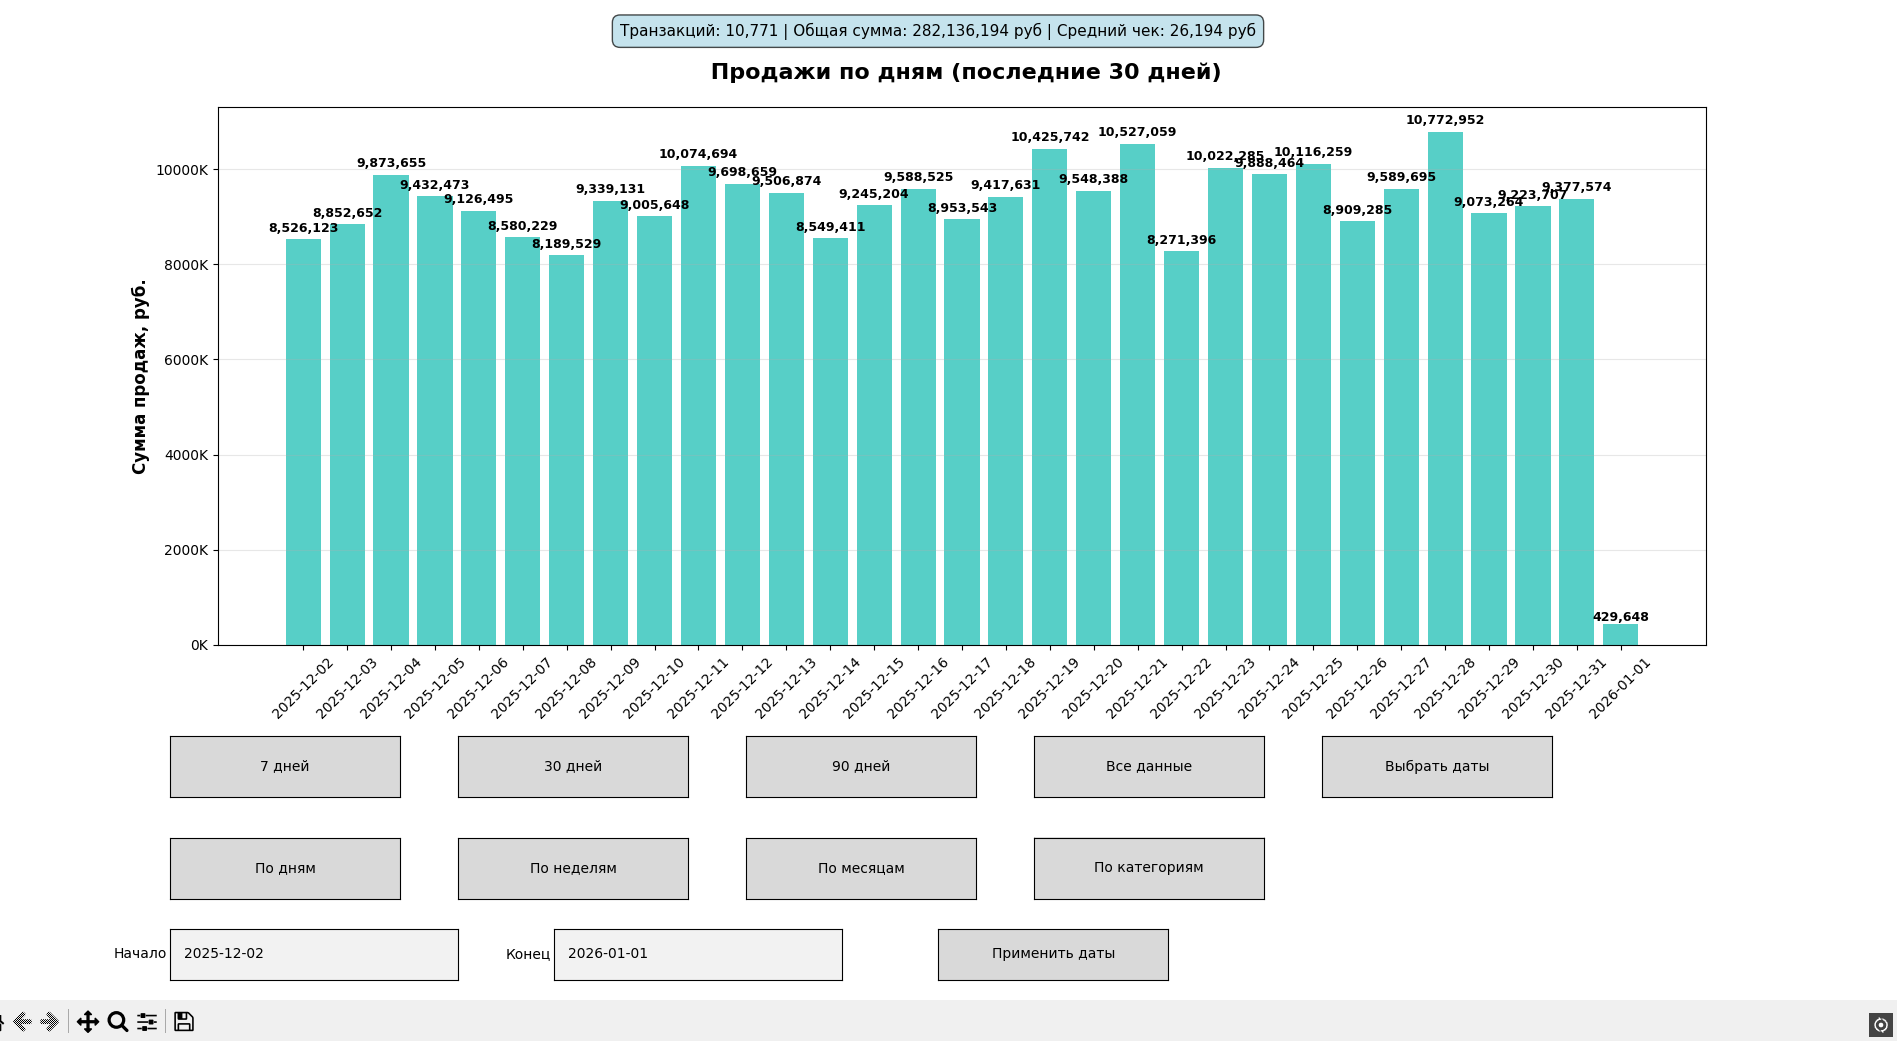 Транзакций: 10,771 | Общая сумма: 282,136,194 руб | Средний чек: 26,194 руб
Продажи по дням (последние 30 дней)
Сумма продаж, руб.
10000K
8000K
6000K
4000K
2000K
0K
8,526,123
8,852,652
9,873,655
9,432,473
9,126,495
8,580,229
8,189,529
9,339,131
9,005,648
10,074,694
9,698,659
9,506,874
8,549,411
9,245,204
9,588,525
8,953,543
9,417,631
10,425,742
9,548,388
10,527,059
8,271,396
10,022,285
9,888,464
10,116,259
8,909,285
9,589,695
10,772,952
9,073,264
9,223,707
9,377,574
429,648
2025-12-02
2025-12-03
2025-12-04
2025-12-05
2025-12-06
2025-12-07
2025-12-08
2025-12-09
2025-12-10
2025-12-11
2025-12-12
2025-12-13
2025-12-14
2025-12-15
2025-12-16
2025-12-17
2025-12-18
2025-12-19
2025-12-20
2025-12-21
2025-12-22
2025-12-23
2025-12-24
2025-12-25
2025-12-26
2025-12-27
2025-12-28
2025-12-29
2025-12-30
2025-12-31
2026-01-01
7 дней
30 дней
90 дней
Все данные
Выбрать даты
По дням
По неделям
По месяцам
По категориям
Начало 2025-12-02
Конец 2026-01-01
Применить даты